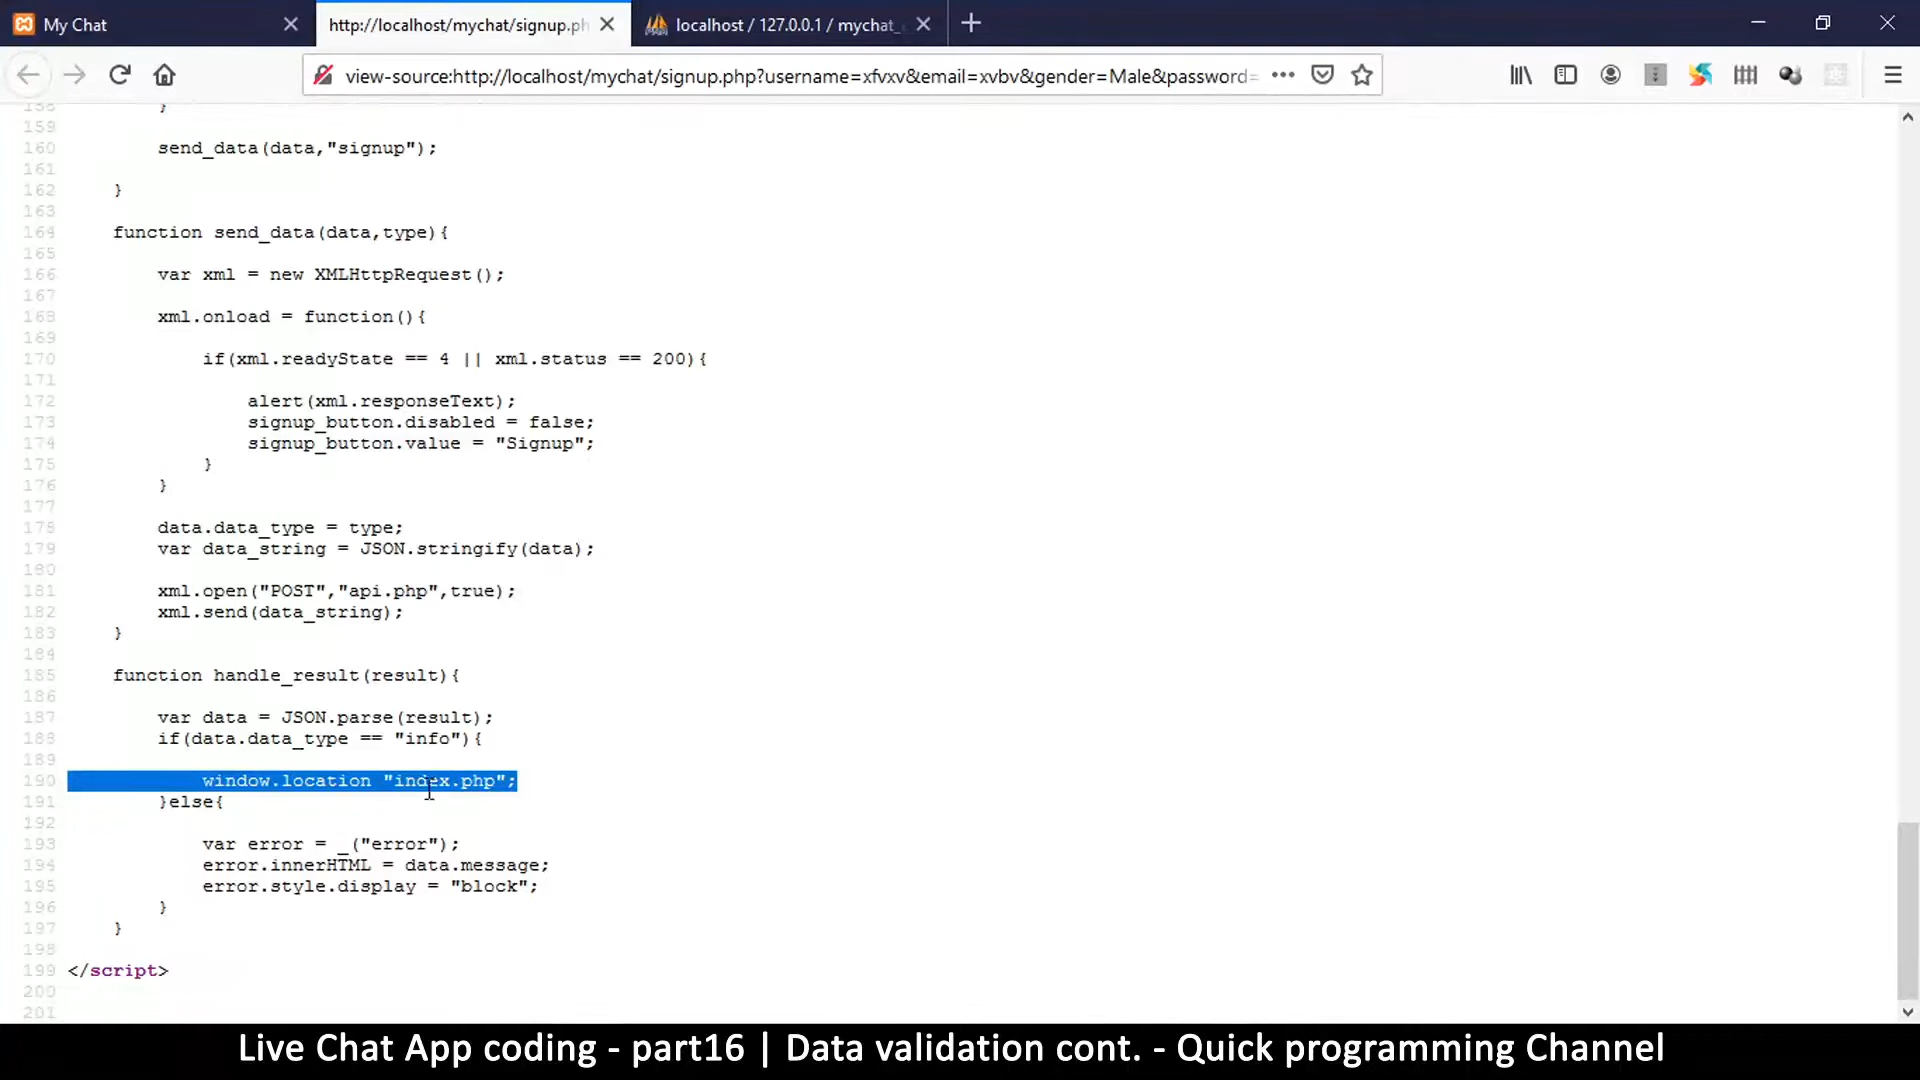 My Chat
http://localhost/mychat/signup.ph
localhost / 127.0.0.1 / mychat_
view-source:http://localhost/mychat/signup.php?username=xfvxv&email=xvbv&gender=Male&password=
158 }
159
160 send_data(data,"signup");
161
162 }
163
164 function send_data(data,type){
165
166 var xml = new XMLHttpRequest();
167
168 xml.onload = function(){
169
170 if(xml.readyState == 4 || xml.status == 200){
171
172 alert(xml.responseText);
173 signup_button.disabled = false;
174 signup_button.value = "Signup";
175 }
176 }
177
178 data.data_type = type;
179 var data_string = JSON.stringify(data);
180
181 xml.open("POST","api.php",true);
182 xml.send(data_string);
183 }
184
185 function handle_result(result){
186
187 var data = JSON.parse(result);
188 if(data.data_type == "info"){
189
190 window.location "index.php";
191 }else{
192
193 var error = _("error");
194 error.innerHTML = data.message;
195 error.style.display = "block";
196 }
197 }
198
199 </script>
200
201
Live Chat App coding - part16 | Data validation cont. - Quick programming Channel